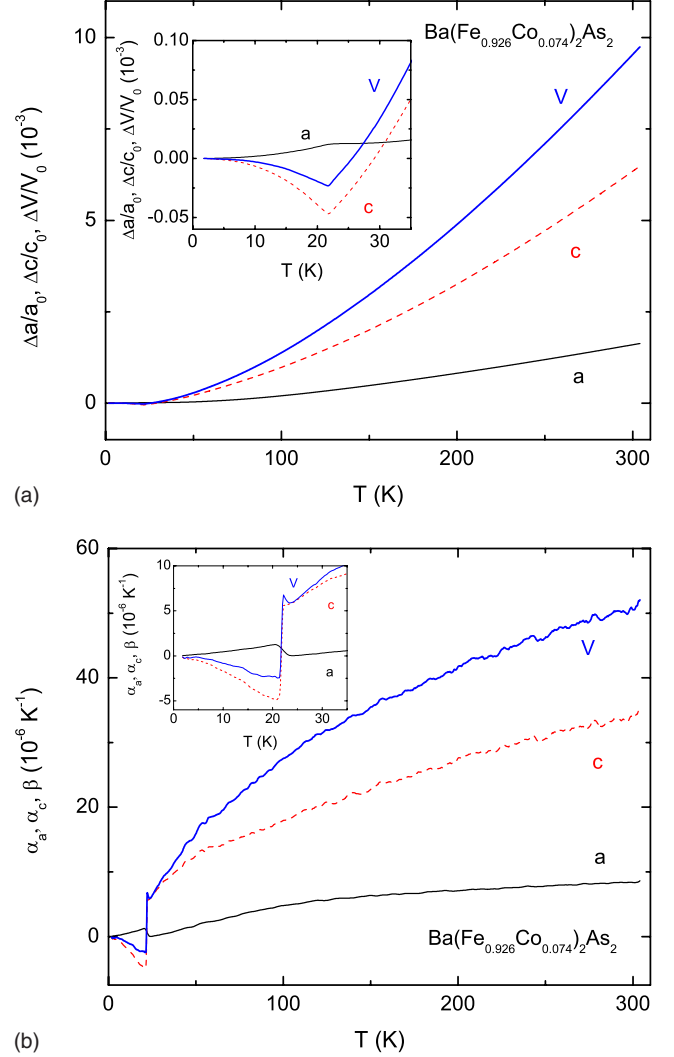 Ba(Fe0.926Co0.074)2As2
Δa/a0, Δc/c0, ΔV/V0 (10-3)
10
5
0
0
100
200
300
T (K)
V
c
a
Δa/a0, Δc/c0, ΔV/V0 (10-3)
0.10
0.05
0.00
-0.05
0
10
20
30
T (K)
V
a
c
(a)
αa, αc, β (10-6 K-1)
60
40
20
0
0
100
200
300
T (K)
V
c
a
Ba(Fe0.926Co0.074)2As2
αa, αc, β (10-6 K-1)
10
5
0
-5
0
10
20
30
T (K)
V
c
a
(b)